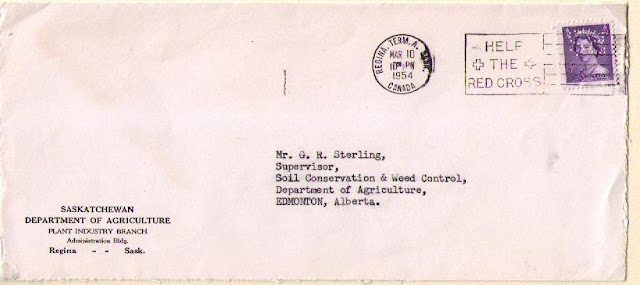 REGINA, TERM. A. SASK.
MAR 10
10 PM
1954
CANADA
HELP
THE
RED CROSS
CANADA
Mr. G. R. Sterling,
Supervisor,
Soil Conservation & Weed Control,
Department of Agriculture,
EDMONTON, Alberta.
SASKATCHEWAN
DEPARTMENT OF AGRICULTURE
PLANT INDUSTRY BRANCH
Administration Bldg.
Regina - - Sask.